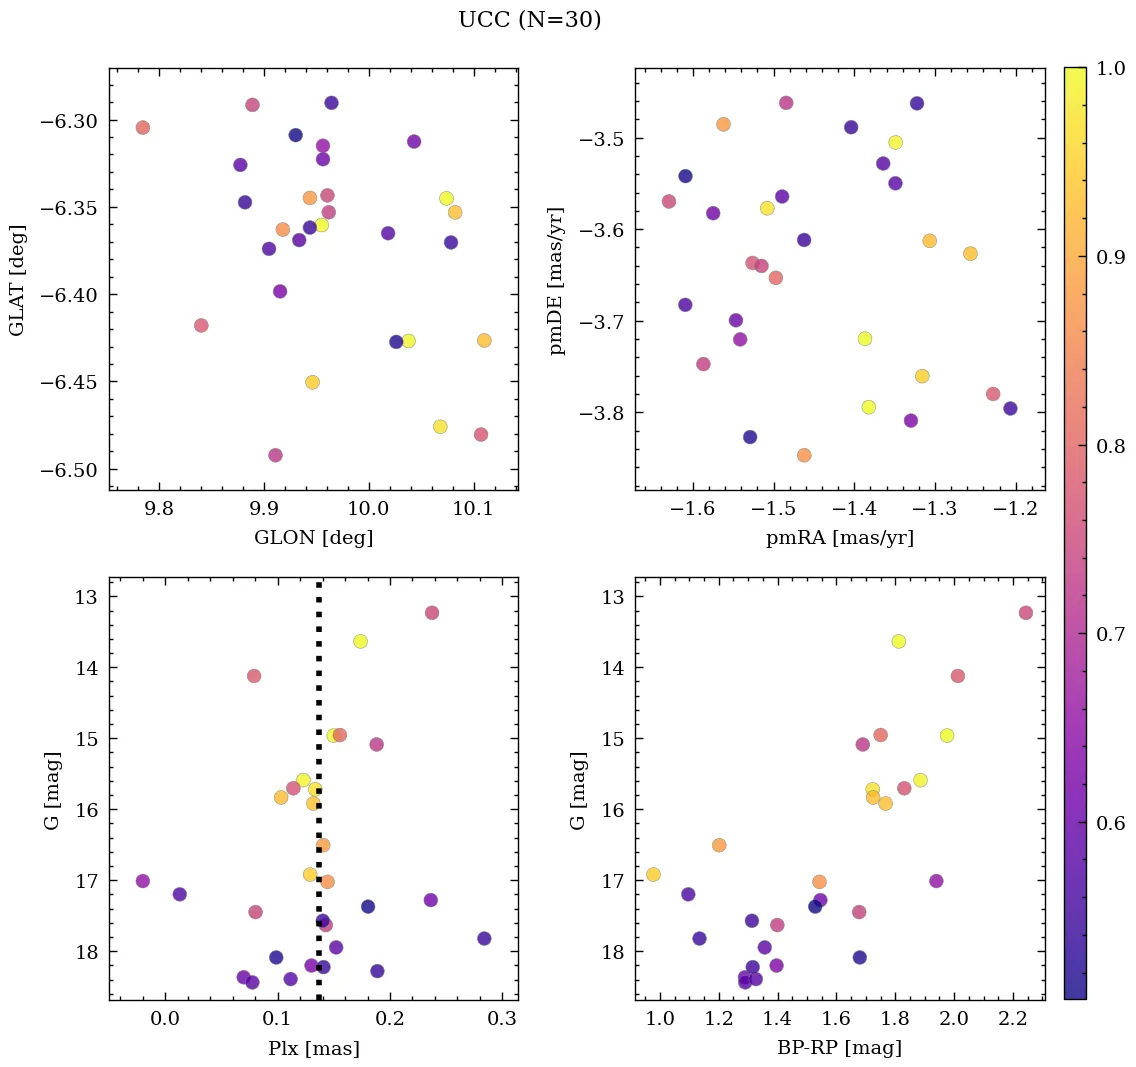 UCC (N=30)
−6.30
−6.35
−6.40
−6.45
−6.50
GLAT [deg]
9.8 9.9 10.0 10.1
GLON [deg]
−3.5
−3.6
−3.7
−3.8
pmDE [mas/yr]
−1.6 −1.5 −1.4 −1.3 −1.2
pmRA [mas/yr]
13
14
15
16
17
18
G [mag]
0.0 0.1 0.2 0.3
Plx [mas]
13
14
15
16
17
18
G [mag]
1.0 1.2 1.4 1.6 1.8 2.0 2.2
BP-RP [mag]
1.0
0.9
0.8
0.7
0.6